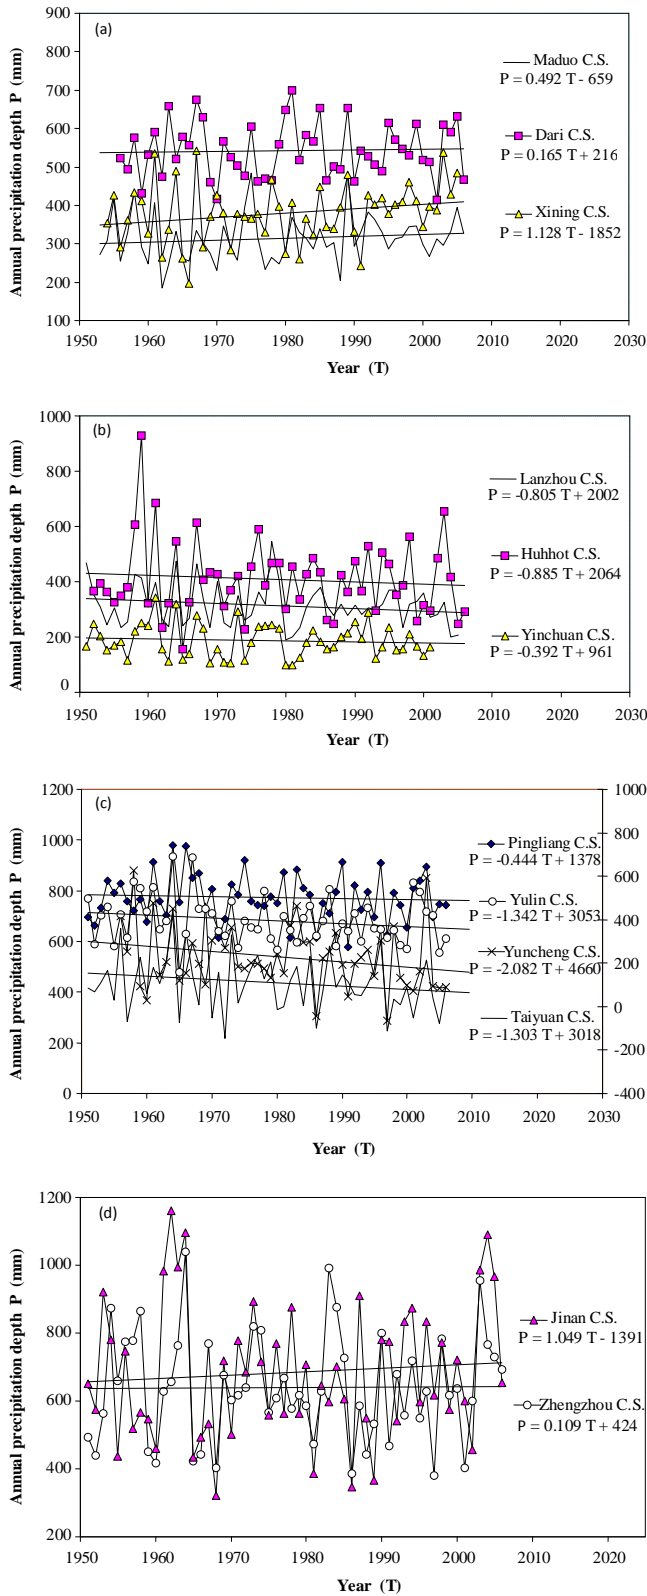 (a)
Annual precipitation depth P (mm)
900
800
700
600
500
400
300
200
100
Maduo C.S.
P = 0.492 T - 659
Dari C.S.
P = 0.165 T + 216
Xining C.S.
P = 1.128 T - 1852
1950 1960 1970 1980 1990 2000 2010 2020 2030
Year (T)
(b)
Annual precipitation depth P (mm)
1000
800
600
400
200
0
Lanzhou C.S.
P = -0.805 T + 2002
Huhhot C.S.
P = -0.885 T + 2064
Yinchuan C.S.
P = -0.392 T + 961
1950 1960 1970 1980 1990 2000 2010 2020 2030
Year (T)
(c)
Annual precipitation depth P (mm)
1200
1000
800
600
400
200
0
1000
800
600
400
200
0
-200
-400
Pingliang C.S.
P = -0.444 T + 1378
Yulin C.S.
P = -1.342 T + 3053
Yuncheng C.S.
P = -2.082 T + 4660
Taiyuan C.S.
P = -1.303 T + 3018
1950 1960 1970 1980 1990 2000 2010 2020 2030
Year (T)
(d)
Annual precipitation depth P (mm)
1200
1000
800
600
400
200
Jinan C.S.
P = 1.049 T - 1391
Zhengzhou C.S.
P = 0.109 T + 424
1950 1960 1970 1980 1990 2000 2010 2020
Year (T)